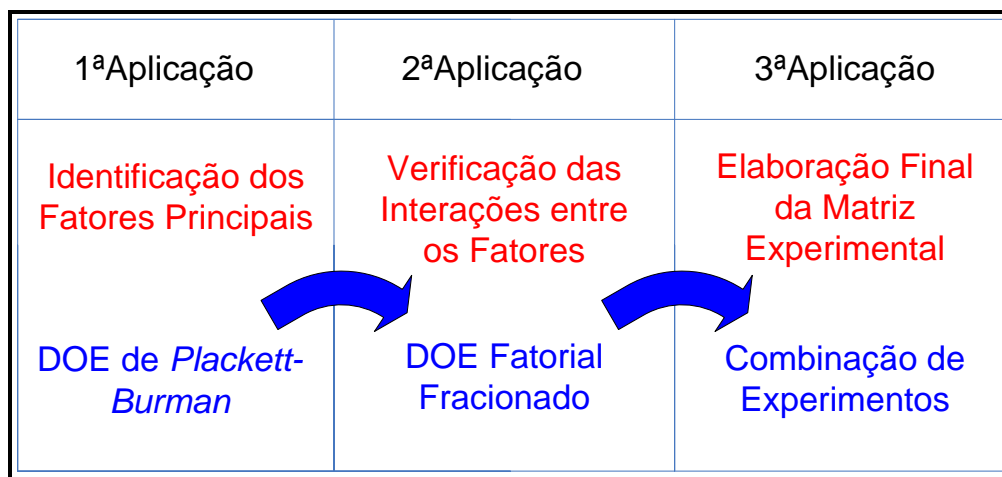 1ªAplicação
2ªAplicação
3ªAplicação
Identificação dos
Fatores Principais
Verificação das
Interações entre
os Fatores
Elaboração Final
da Matriz
Experimental
DOE de Plackett-
Burman
DOE Fatorial
Fracionado
Combinação de
Experimentos